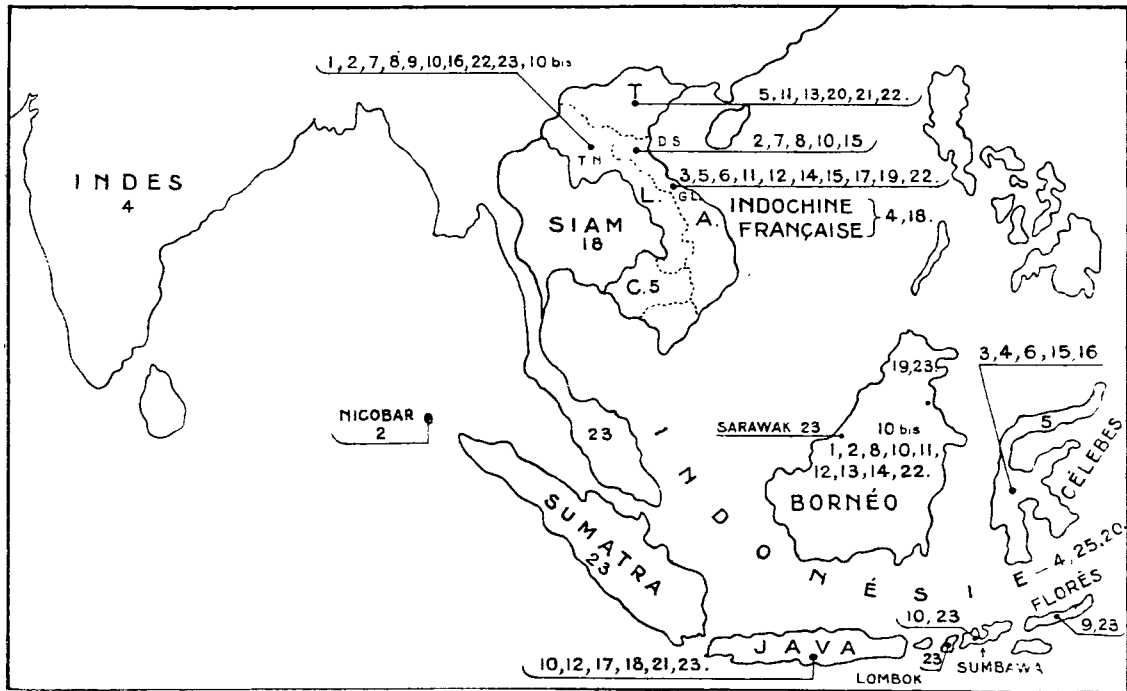 1, 2, 7, 8, 9, 10, 16, 22, 23, 10 bis
T
5, 11, 13, 20, 21, 22.
D S
2, 7, 8, 10, 15
T N
3, 5, 6, 11, 12, 14, 15, 17, 19, 22.
G L.
L.
A.
INDOCHINE
FRANÇAISE } 4, 18.
INDES
4
SIAM
18
C. 5
NICOBAR
2
23
19, 23.
3, 4, 6, 15, 16
SARAWAK 23
10 bis
1, 2, 8, 10, 11,
12, 13, 14, 22.
BORNÉO
5
CÉLÈBES
SUMATRA
23
INDONÉSIE – 4, 25, 20.
FLORÈS
9, 23
10, 23
JAVA
10, 12, 17, 18, 21, 23.
23
LOMBOK
SUMBAWA